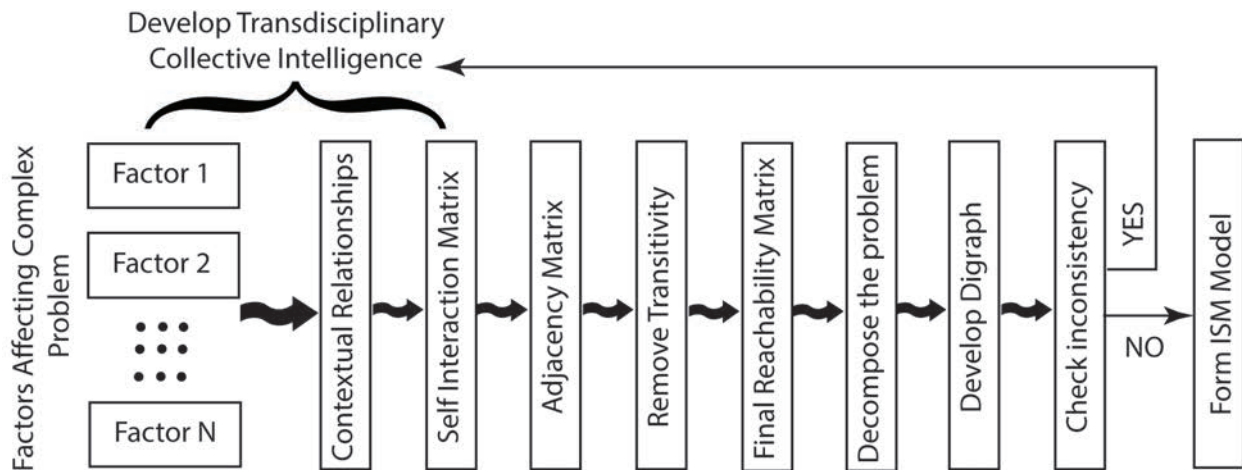 Develop Transdisciplinary
Collective Intelligence
Factors Affecting Complex
Problem
Factor 1
Factor 2
Factor N
Contextual Relationships
Self Interaction Matrix
Adjacency Matrix
Remove Transitivity
Final Reachability Matrix
Decompose the problem
Develop Digraph
Check inconsistency
YES
NO
Form ISM Model